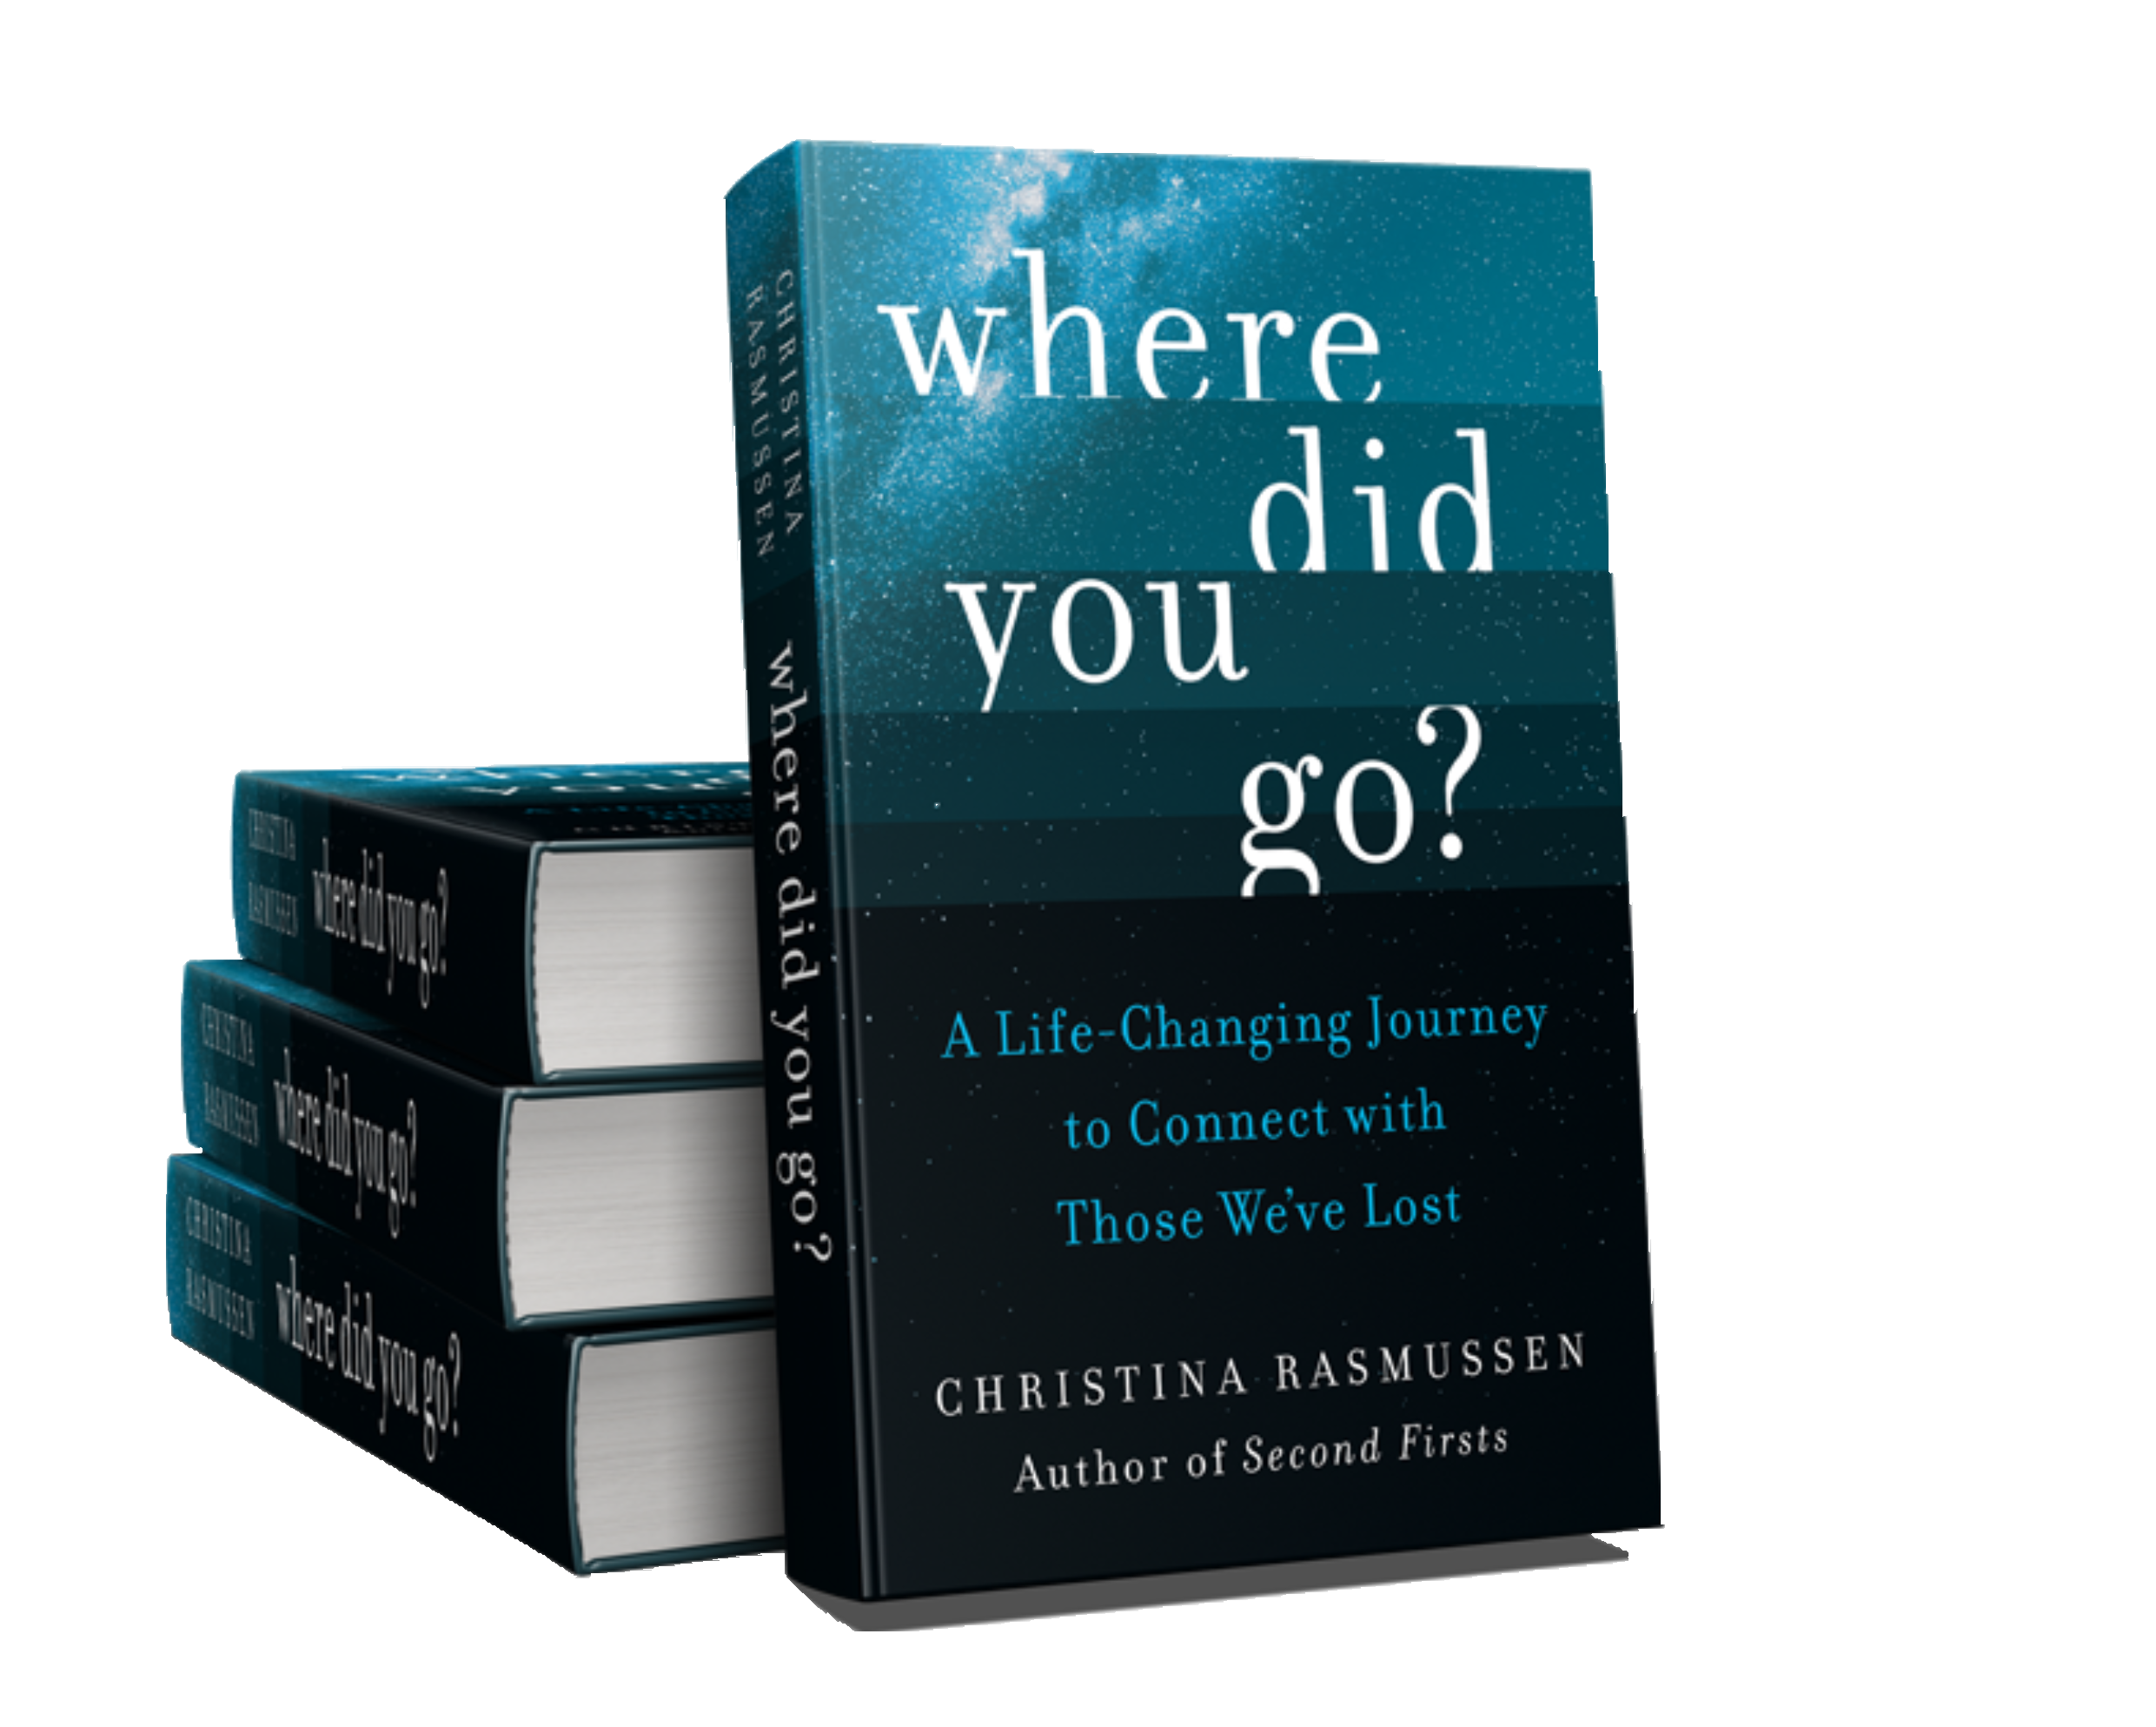 where
did
you
go?
A Life-Changing Journey
to Connect with
Those We've Lost
CHRISTINA RASMUSSEN
Author of Second Firsts
CHRISTINA
RASMUSSEN
where did you go?
CHRISTINA
RASMUSSEN
where did you go?
CHRISTINA
RASMUSSEN
where did you go?
CHRISTINA
RASMUSSEN
where did you go?